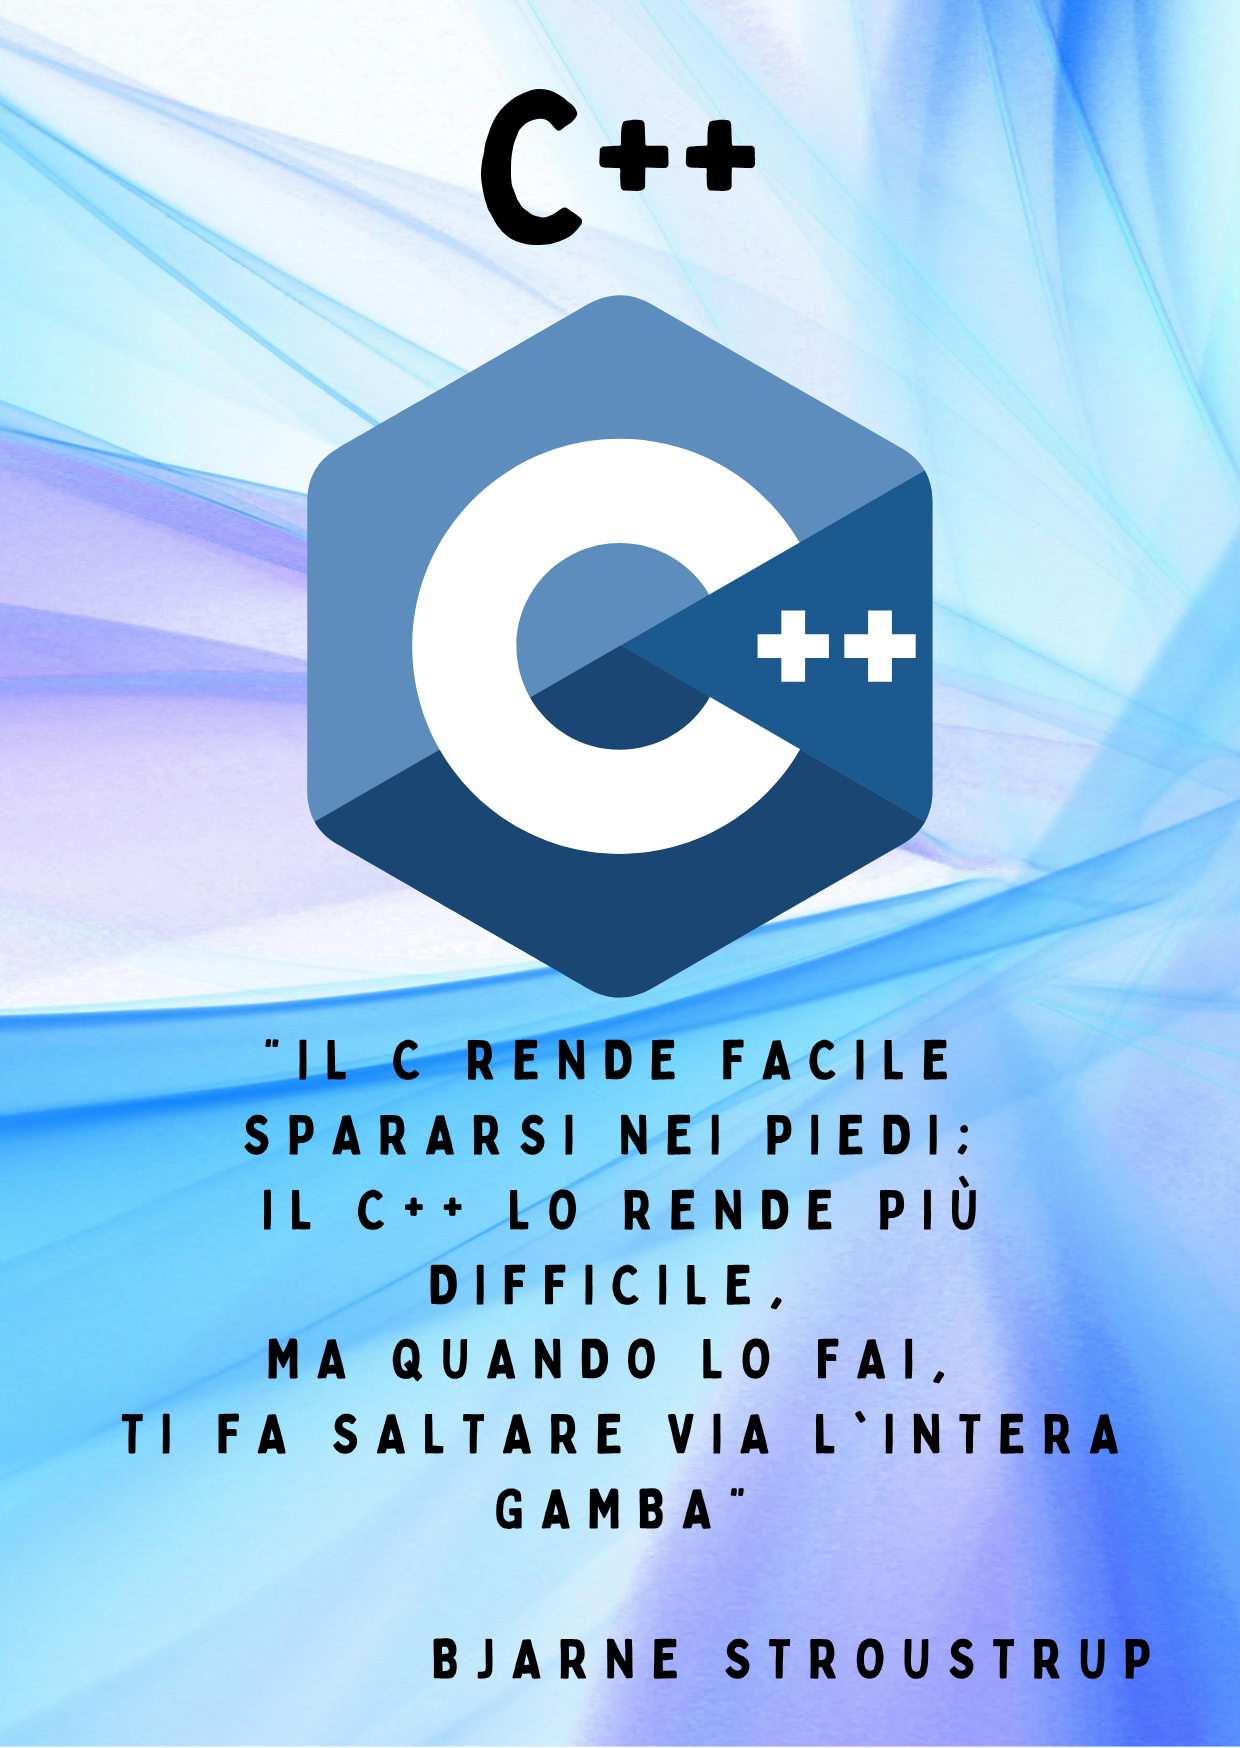 C++
C++
"IL C RENDE FACILE
SPARARSI NEI PIEDI;
IL C++ LO RENDE PIÙ
DIFFICILE,
MA QUANDO LO FAI,
TI FA SALTARE VIA L`INTERA
GAMBA"
BJARNE STROUSTRUP